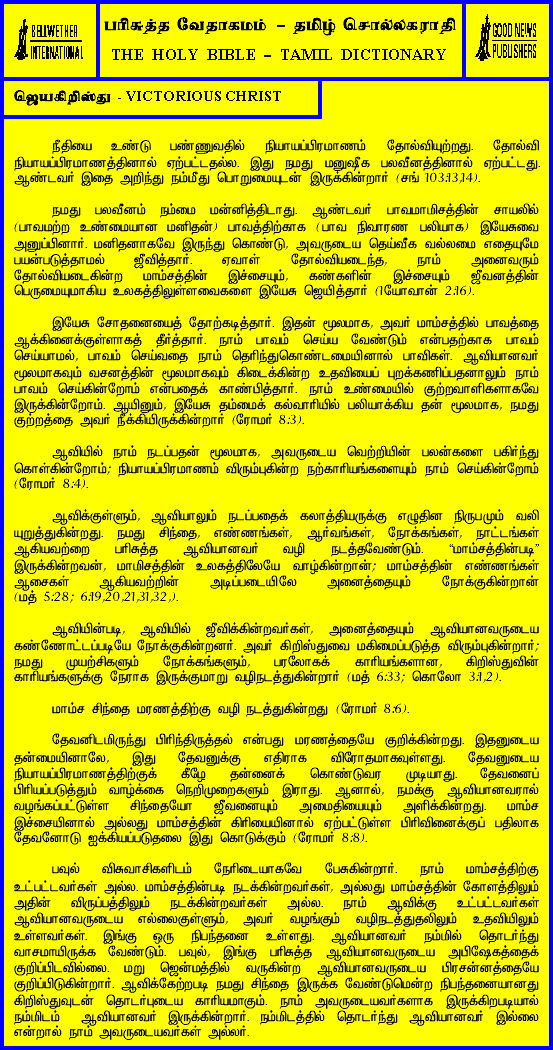 BELLWETHER
INTERNATIONAL
பரிசுத்த வேதாகமம் - தமிழ் சொல்லகராதி
THE HOLY BIBLE - TAMIL DICTIONARY
GOOD NEWS
PUBLISHERS
ஜெயகிறிஸ்து - VICTORIOUS CHRIST
நீதியை உண்டு பண்ணுவதில் நியாயப்பிரமாணம் தோல்வியுற்றது. தோல்வி
நியாயப்பிரமாணத்தினால் ஏற்பட்டதல்ல. இது நமது மனுஷீக பலவீனத்தினால் ஏற்பட்டது.
ஆண்டவர் இதை அறிந்து நம்மீது பொறுமையுடன் இருக்கின்றார் (சங் 103:13,14).
நமது பலவீனம் நம்மை மன்னித்திடாது. ஆண்டவர் பாவமாமிசத்தின் சாயலில்
(பாவமற்ற உண்மையான மனிதன்) பாவத்திற்காக (பாவ நிவாரண பலியாக) இயேசுவை
அனுப்பினார். மனிதனாகவே இருந்து கொண்டு, அவருடைய தெய்வீக வல்லமை எதையுமே
பயன்படுத்தாமல் ஜீவித்தார். ஏவாள் தோல்வியடைந்த, நாம் அனைவரும்
தோல்வியடைகின்ற மாம்சத்தின் இச்சையும், கண்களின் இச்சையும் ஜீவனத்தின்
பெருமையுமாகிய உலகத்திலுள்ளவைகளை இயேசு ஜெயித்தார் (1யோவான் 2:16).
இயேசு சோதனையைத் தோற்கடித்தார். இதன் மூலமாக, அவர் மாம்சத்தில் பாவத்தை
ஆக்கினைக்குள்ளாகத் தீர்த்தார். நாம் பாவம் செய்ய வேண்டும் என்பதற்காக பாவம்
செய்யாமல், பாவம் செய்வதை நாம் தெரிந்துகொண்டமையினால் பாவிகள். ஆவியானவர்
மூலமாகவும் வசனத்தின் மூலமாகவும் கிடைக்கின்ற உதவியைப் புறக்கணிப்பதனாலும் நாம்
பாவம் செய்கின்றோம் என்பதைக் காண்பித்தார். நாம் உண்மையில் குற்றவாளிகளாகவே
இருக்கின்றோம். ஆயினும், இயேசு தம்மைக் கல்வாரியில் பலியாக்கிய தன் மூலமாக, நமது
குற்றத்தை அவர் நீக்கியிருக்கின்றார் (ரோமர் 8:3).
ஆவியில் நாம் நடப்பதன் மூலமாக, அவருடைய வெற்றியின் பலன்களை பகிர்ந்து
கொள்கின்றோம்; நியாயப்பிரமாணம் விரும்புகின்ற நற்காரியங்களையும் நாம் செய்கின்றோம்
(ரோமர் 8:4).
ஆவிக்குள்ளும், ஆவியாலும் நடப்பதைக் கலாத்தியருக்கு எழுதின நிருபமும் வலி
யுறுத்துகின்றது. நமது சிந்தை, எண்ணங்கள், ஆர்வங்கள், நோக்கங்கள், நாட்டங்கள்
ஆகியவற்றை பரிசுத்த ஆவியானவர் வழி நடத்தவேண்டும். "மாம்சத்தின்படி"
இருக்கின்றவன், மாமிசத்தின் உலகத்திலேயே வாழ்கின்றான்; மாம்சத்தின் எண்ணங்கள்
ஆசைகள் ஆகியவற்றின் அடிப்படையிலே அனைத்தையும் நோக்குகின்றான்
(மத் 5:28; 6:19,20,21,31,32,).
ஆவியின்படி, ஆவியில் ஜீவிக்கின்றவர்கள், அனைத்தையும் ஆவியானவருடைய
கண்ணோட்டப்படியே நோக்குகின்றனர். அவர் கிறிஸ்துவை மகிமைப்படுத்த விரும்புகின்றார்;
நமது முயற்சிகளும் நோக்கங்களும், பரலோகக் காரியங்களான, கிறிஸ்துவின்
காரியங்களுக்கு நேராக இருக்குமாறு வழிநடத்துகின்றார் (மத் 6:33; கொலோ 3:1,2).
மாம்ச சிந்தை மரணத்திற்கு வழி நடத்துகின்றது (ரோமர் 8:6).
தேவனிடமிருந்து பிரிந்திருத்தல் என்பது மரணத்தையே குறிக்கின்றது. இதனுடைய
தன்மையினாலே, இது தேவனுக்கு எதிராக விரோதமாகவுள்ளது. தேவனுடைய
நியாயப்பிரமாணத்திற்குக் கீழே தன்னைக் கொண்டுவர முடியாது. தேவனைப்
பிரியப்படுத்தும் வாழ்க்கை நெறிமுறைகளும் இராது. ஆனால், நமக்கு ஆவியானவரால்
வழங்கப்பட்டுள்ள சிந்தையோ ஜீவனையும் அமைதியையும் அளிக்கின்றது. மாம்ச
இச்சையினால் அல்லது மாம்சத்தின் கிரியையினால் ஏற்பட்டுள்ள பிரிவினைக்குப் பதிலாக
தேவனோடு ஐக்கியப்படுதலை இது கொடுக்கும் (ரோமர் 8:8).
பவுல் விசுவாசிகளிடம் நேரிடையாகவே பேசுகின்றார். நாம் மாம்சத்திற்கு
உட்பட்டவர்கள் அல்ல. மாம்சத்தின்படி நடக்கின்றவர்கள், அல்லது மாம்சத்தின் கோளத்திலும்
அதின் விருப்பத்திலும் நடக்கின்றவர்கள் அல்ல. நாம் ஆவிக்கு உட்பட்டவர்கள்
ஆவியானவருடைய எல்லைகுள்ளும், அவர் வழங்கும் வழிநடத்துதலிலும் உதவியிலும்
உள்ளவர்கள். இங்கு ஒரு நிபந்தனை உள்ளது. ஆவியானவர் நம்மில் தொடர்ந்து
வாசமாயிருக்க வேண்டும். பவுல், இங்கு பரிசுத்த ஆவியானவருடைய அபிஷேகத்தைக்
குறிப்பிடவில்லை. மறு ஜென்மத்தில் வருகின்ற ஆவியானவருடைய பிரசன்னத்தையே
குறிப்பிடுகின்றார். ஆவிக்கேற்றபடி நமது சிந்தை இருக்க வேண்டுமென்ற நிபந்தனையானது
கிறிஸ்துவுடன் தொடர்புடைய காரியமாகும். நாம் அவருடையவர்களாக இருக்கிறபடியால்
நம்மிடம் ஆவியானவர் இருக்கின்றார். நம்மிடத்தில் தொடர்ந்து ஆவியானவர் இல்லை
என்றால் நாம் அவருடையவர்கள் அல்லர்.